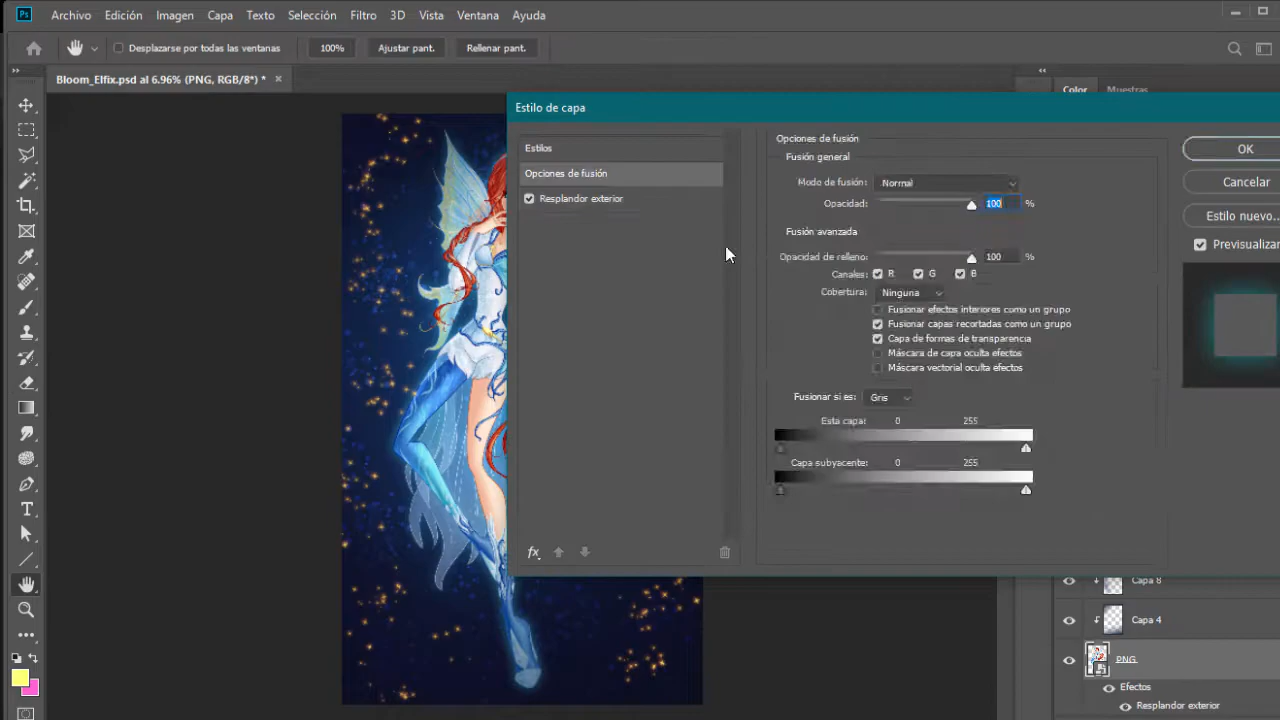 Ps Archivo Edición Imagen Capa Texto Selección Filtro 3D Vista Ventana Ayuda
Desplazarse por todas las ventanas 100% Ajustar pant. Rellenar pant.
Bloom_Elfix.psd al 6.96% (PNG, RGB/8*) * ×
Color Muestras
Estilo de capa
Estilos
Opciones de fusión
Resplandor exterior
fx
Opciones de fusión
Fusión general
Modo de fusión: Normal
Opacidad: 100 %
Fusión avanzada
Opacidad de relleno: 100 %
Canales: R G B
Cobertura: Ninguna
Fusionar efectos interiores como un grupo
Fusionar capas recortadas como un grupo
Capa de formas de transparencia
Máscara de capa oculta efectos
Máscara vectorial oculta efectos
Fusionar si es: Gris
Esta capa: 0 255
Capa subyacente: 0 255
OK
Cancelar
Estilo nuevo...
Previsualizar
Capa 8
Capa 4
PNG
Efectos
Resplandor exterior